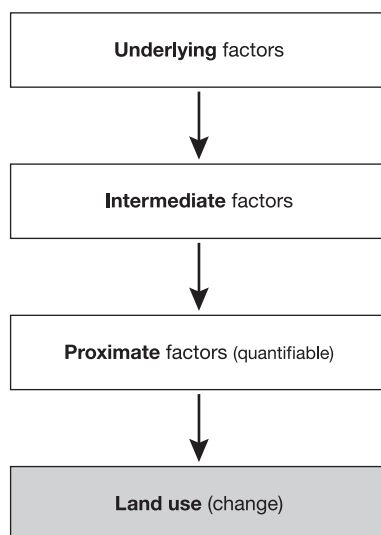 Underlying factors
Intermediate factors
Proximate factors (quantifiable)
Land use (change)